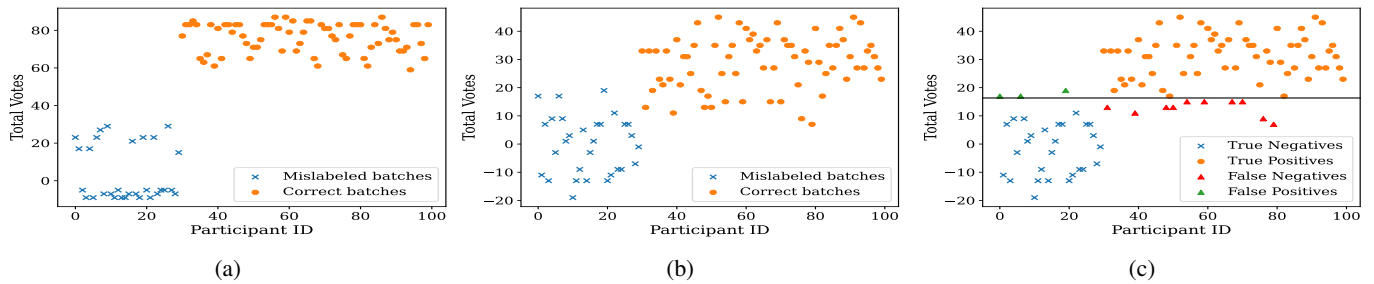 Total Votes
80
60
40
20
0
0 20 40 60 80 100
Participant ID
Mislabeled batches
Correct batches
(a)
Total Votes
40
30
20
10
0
−10
−20
0 20 40 60 80 100
Participant ID
Mislabeled batches
Correct batches
(b)
Total Votes
40
30
20
10
0
−10
−20
0 20 40 60 80 100
Participant ID
True Negatives
True Positives
False Negatives
False Positives
(c)